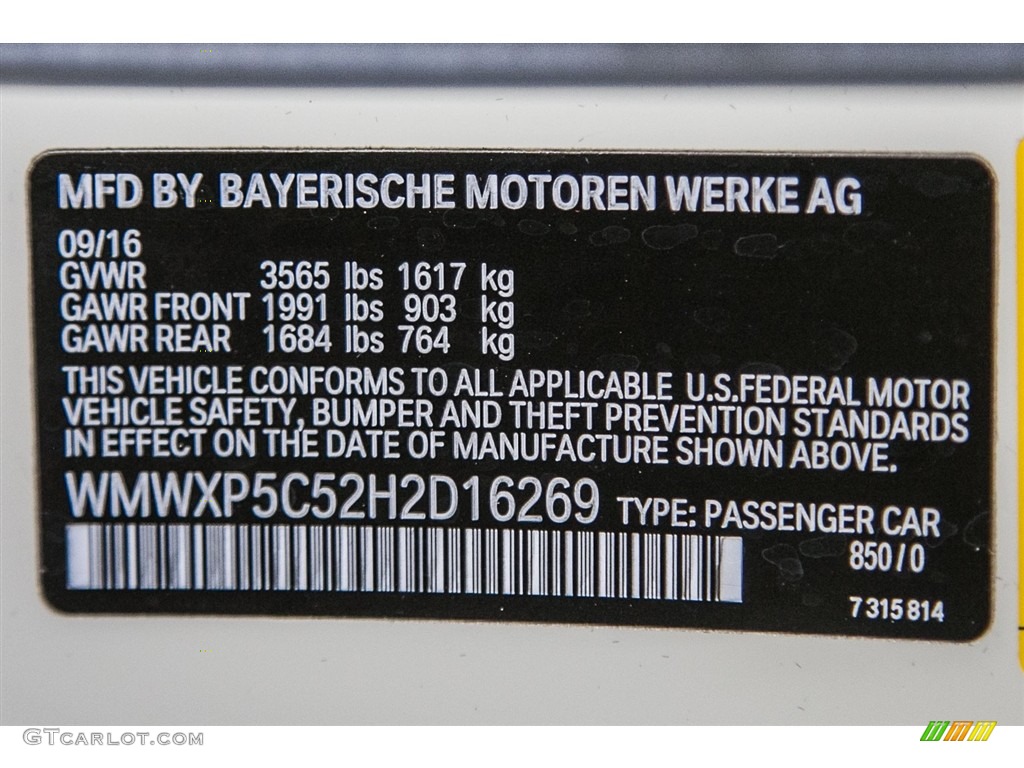 MFD BY BAYERISCHE MOTOREN WERKE AG
09/16
GVWR 3565 lbs 1617 kg
GAWR FRONT 1991 lbs 903 kg
GAWR REAR 1684 lbs 764 kg
THIS VEHICLE CONFORMS TO ALL APPLICABLE U.S.FEDERAL MOTOR
VEHICLE SAFETY, BUMPER AND THEFT PREVENTION STANDARDS
IN EFFECT ON THE DATE OF MANUFACTURE SHOWN ABOVE.
WMWXP5C52H2D16269 TYPE: PASSENGER CAR
850/0
7 315 814
GTCARLOT.COM